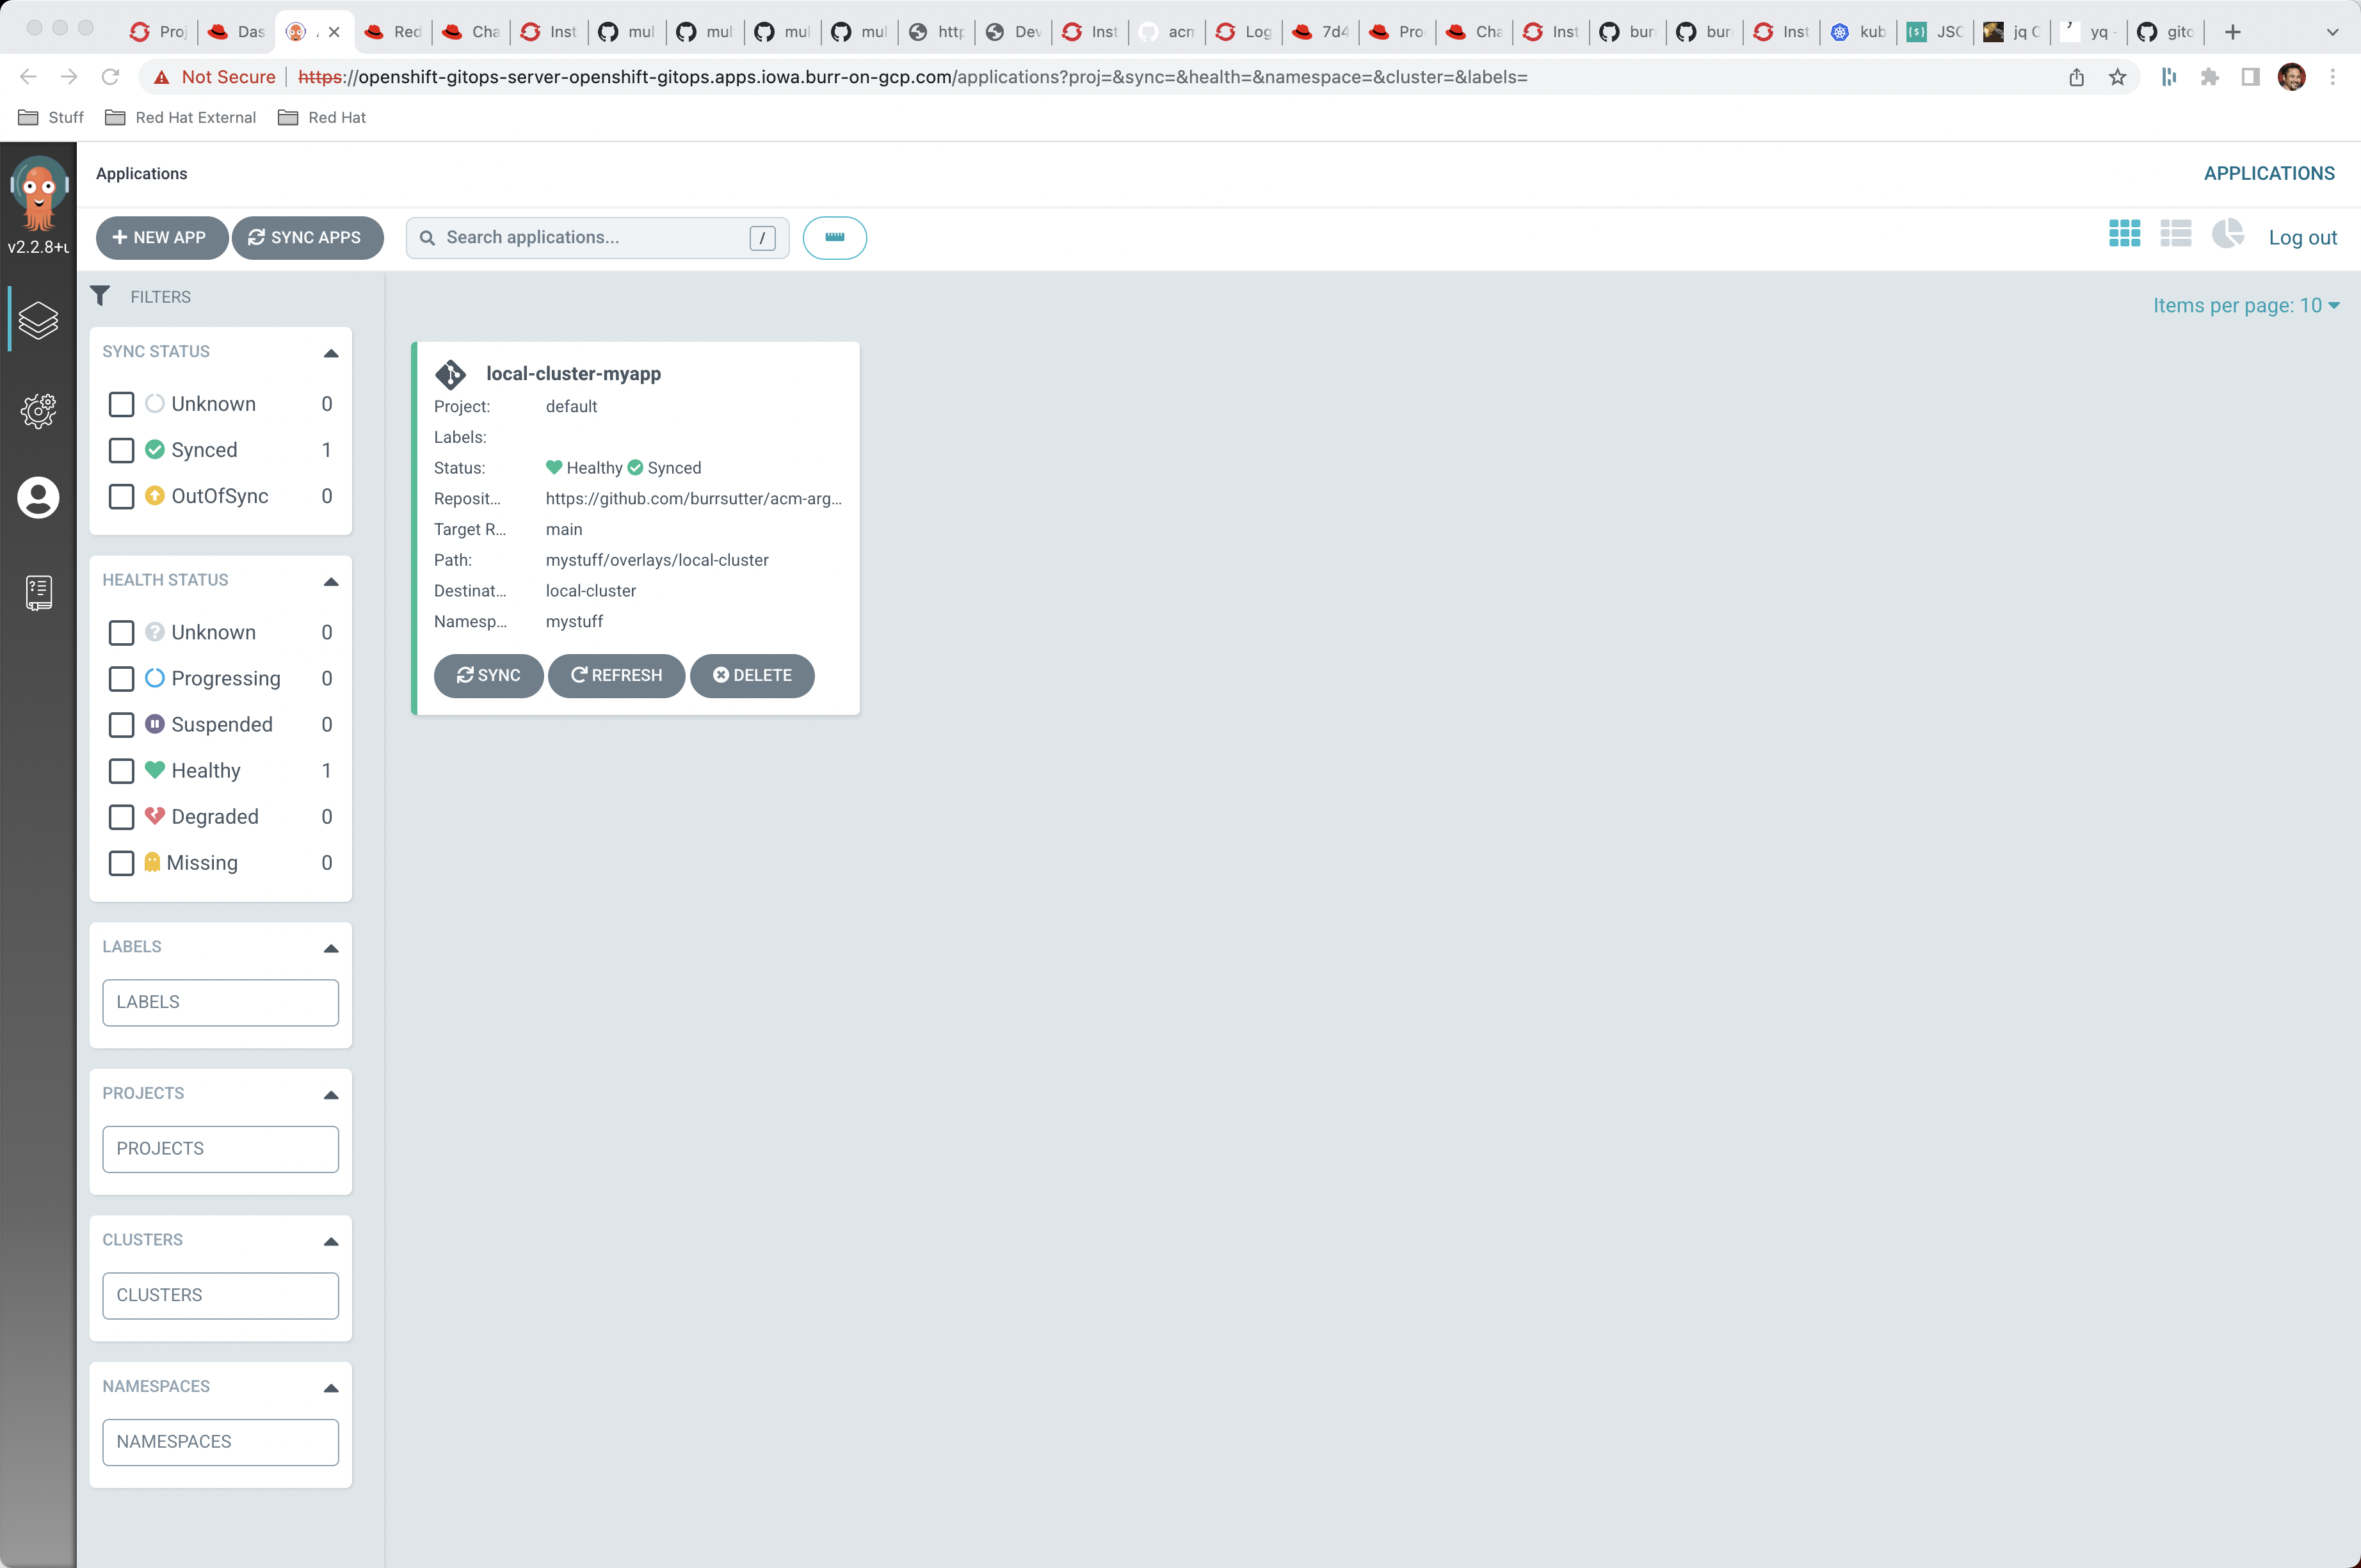 Proj
Das
Red
Cha
Inst
mul
mul
mul
mul
http
Dev
Inst
acm
Log
7d4
Pro
Cha
Inst
bur
bur
Inst
kub
JSO
jq C
yq -
gito
Not Secure
https://openshift-gitops-server-openshift-gitops.apps.iowa.burr-on-gcp.com/applications?proj=&sync=&health=&namespace=&cluster=&labels=
Stuff
Red Hat External
Red Hat
Applications
APPLICATIONS
v2.2.8+u
NEW APP
SYNC APPS
Search applications...
/
Log out
FILTERS
Items per page: 10
SYNC STATUS
Unknown 0
Synced 1
OutOfSync 0
HEALTH STATUS
Unknown 0
Progressing 0
Suspended 0
Healthy 1
Degraded 0
Missing 0
LABELS
LABELS
PROJECTS
PROJECTS
CLUSTERS
CLUSTERS
NAMESPACES
NAMESPACES
local-cluster-myapp
Project: default
Labels:
Status: Healthy Synced
Reposit... https://github.com/burrsutter/acm-arg...
Target R... main
Path: mystuff/overlays/local-cluster
Destinat... local-cluster
Namesp... mystuff
SYNC
REFRESH
DELETE